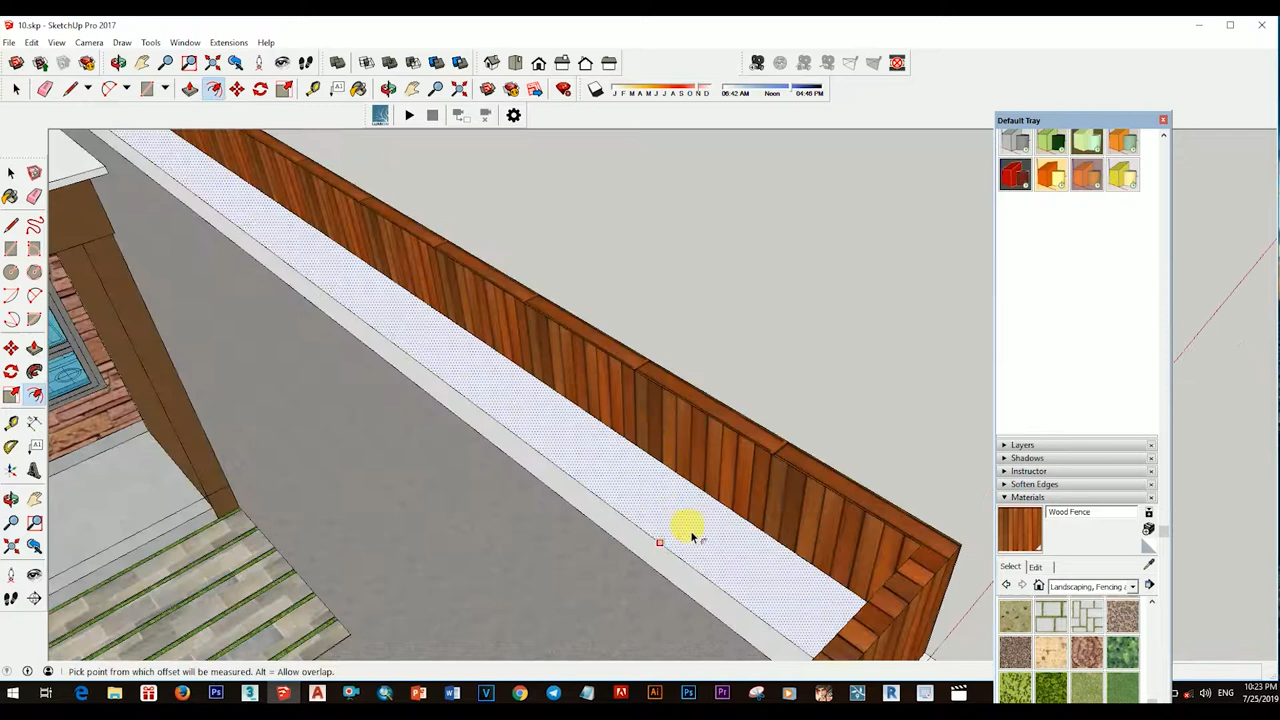 10.skp - SketchUp Pro 2017
File Edit View Camera Draw Tools Window Extensions Help
J F M A M J J A S O N D
06:42 AM Noon 04:46 PM
Default Tray
Layers
Shadows
Instructor
Soften Edges
Materials
Wood Fence
Select Edit
Landscaping, Fencing a
Pick point from which offset will be measured. Alt = Allow overlap.
ENG
10:23 PM
7/25/2019